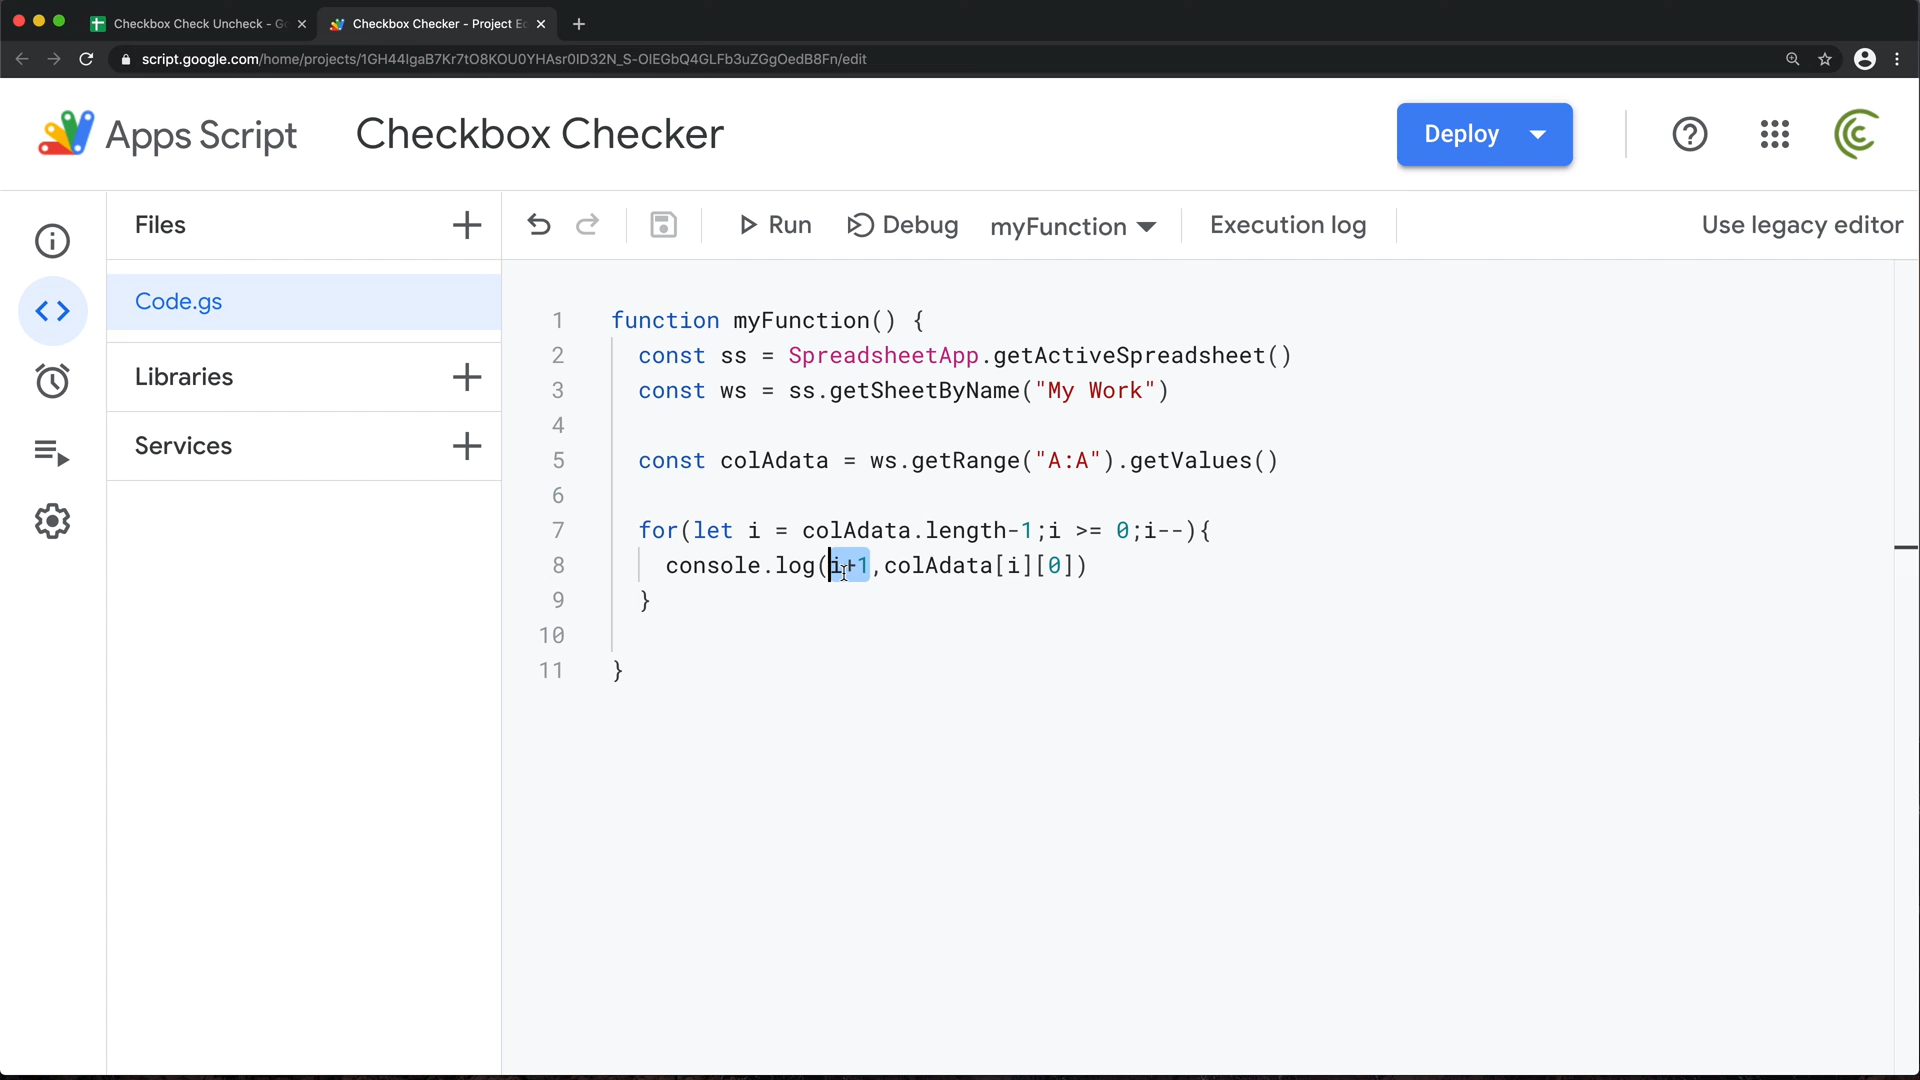 Checkbox Check Uncheck - G
Checkbox Checker - Project Ec
script.google.com/home/projects/1GH44IgaB7Kr7tO8KOU0YHAsr0ID32N_S-OIEGbQ4GLFb3uZGgOedB8Fn/edit
Apps Script
Checkbox Checker
Deploy
Files
Run
Debug
myFunction
Execution log
Use legacy editor
Code.gs
Libraries
Services
1 function myFunction() {
2 const ss = SpreadsheetApp.getActiveSpreadsheet()
3 const ws = ss.getSheetByName("My Work")
4
5 const colAdata = ws.getRange("A:A").getValues()
6
7 for(let i = colAdata.length-1;i >= 0;i--){
8 console.log(i+1,colAdata[i][0])
9 }
10
11 }